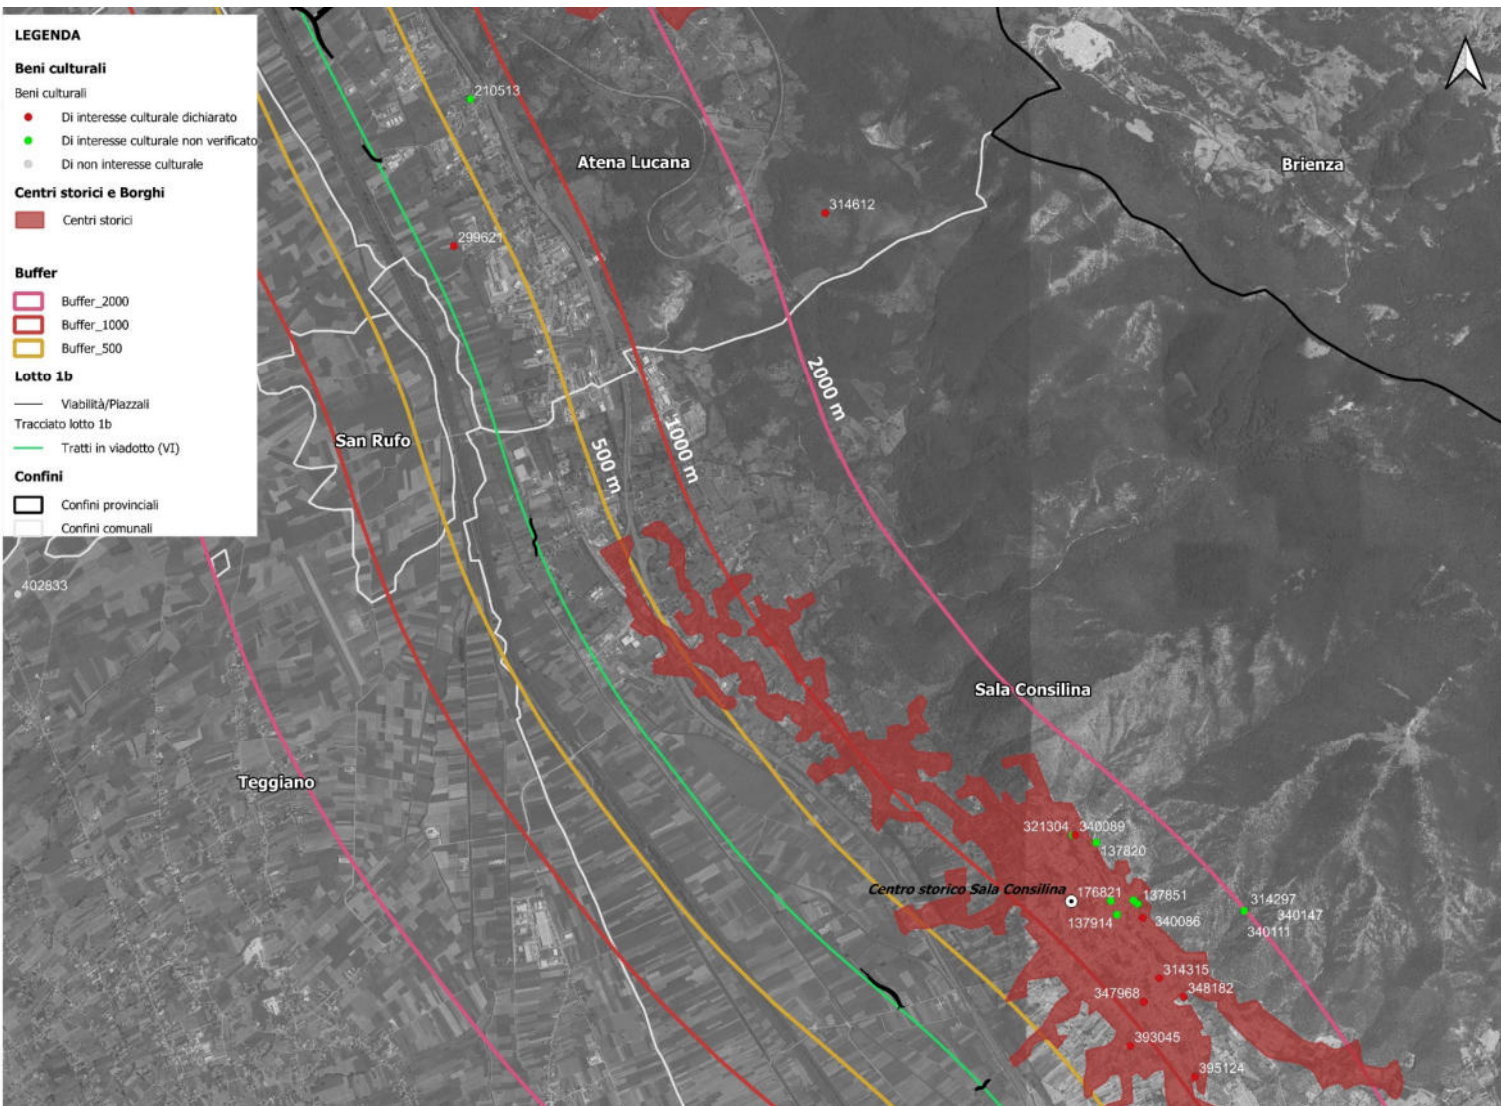 LEGENDA
Beni culturali
Beni culturali
Di interesse culturale dichiarato
Di interesse culturale non verificato
Di non interesse culturale
Centri storici e Borghi
Centri storici
Buffer
Buffer_2000
Buffer_1000
Buffer_500
Lotto 1b
Viabilità/Piazzali
Tracciato lotto 1b
Tratti in viadotto (VI)
Confini
Confini provinciali
Confini comunali
210513
Atena Lucana
Brienza
314612
299621
2000 m
San Rufo
500 m
1000 m
402833
Sala Consilina
Teggiano
321304
340089
137820
Centro storico Sala Consilina
176821
137851
137914
340086
314297
340147
340111
314315
347968
348182
393045
395124